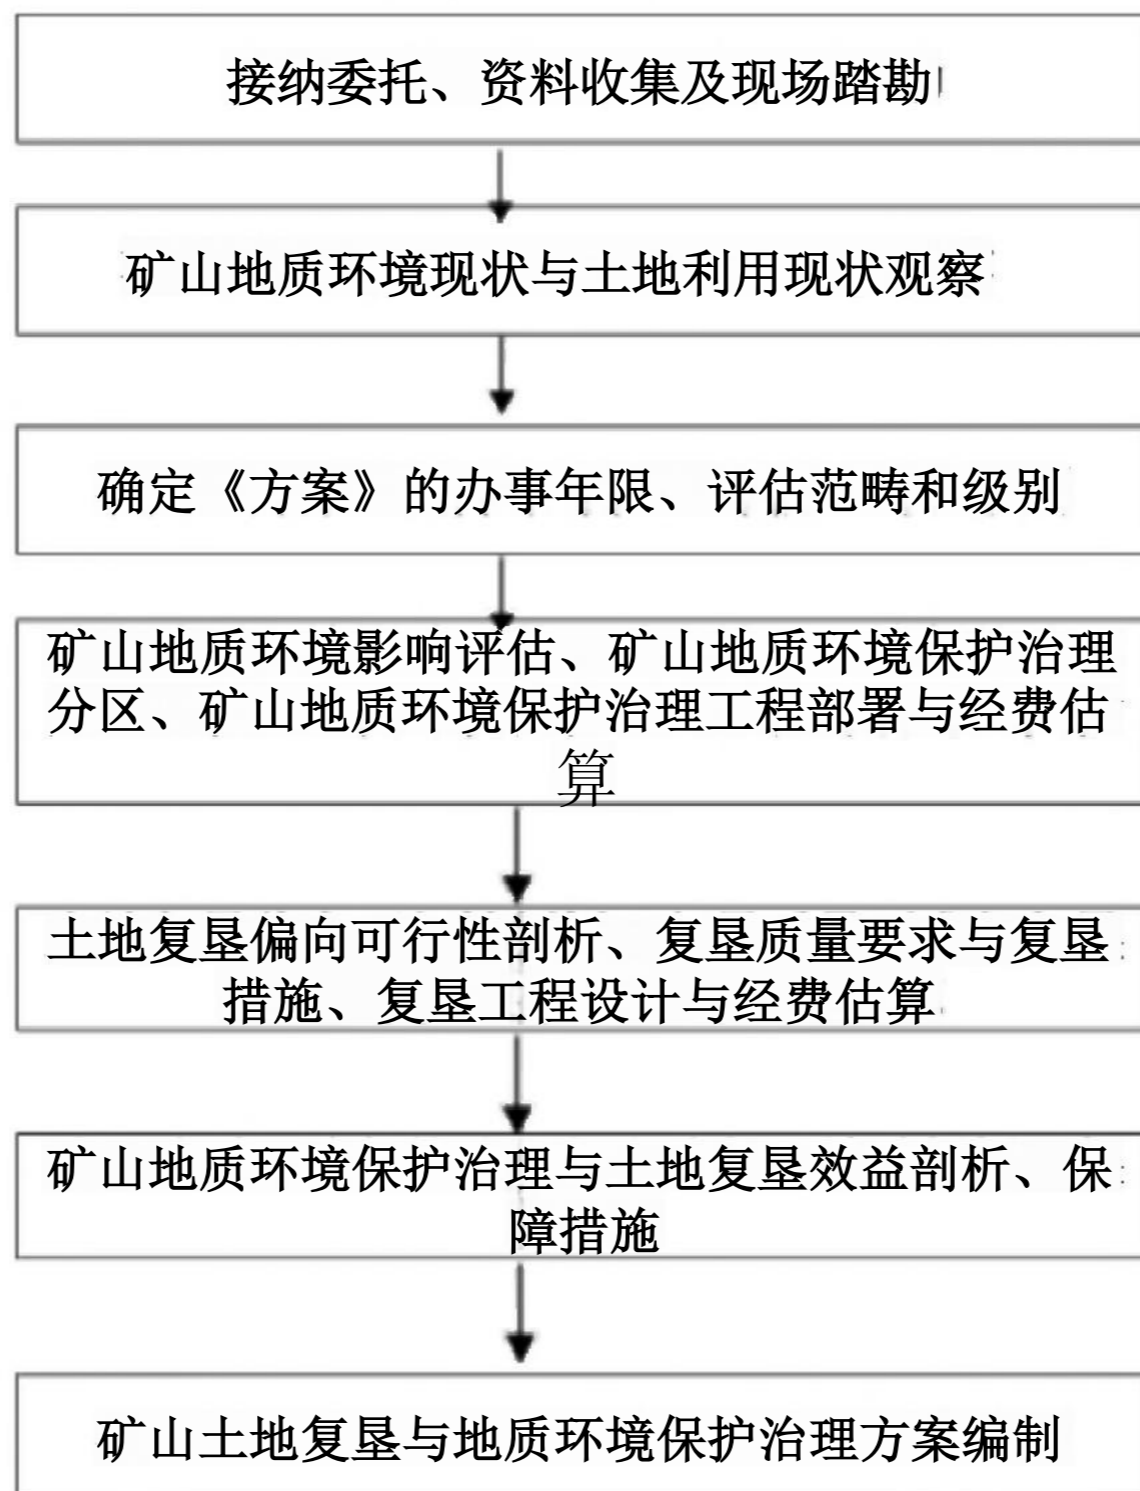 接纳委托、资料收集及现场踏勘
矿山地质环境现状与土地利用现状观察
确定《方案》的办事年限、评估范畴和级别
矿山地质环境影响评估、矿山地质环境保护治理
分区、矿山地质环境保护治理工程部署与经费估
算
土地复垦偏向可行性剖析、复垦质量要求与复垦
措施、复垦工程设计与经费估算
矿山地质环境保护治理与土地复垦效益剖析、保
障措施
矿山土地复垦与地质环境保护治理方案编制